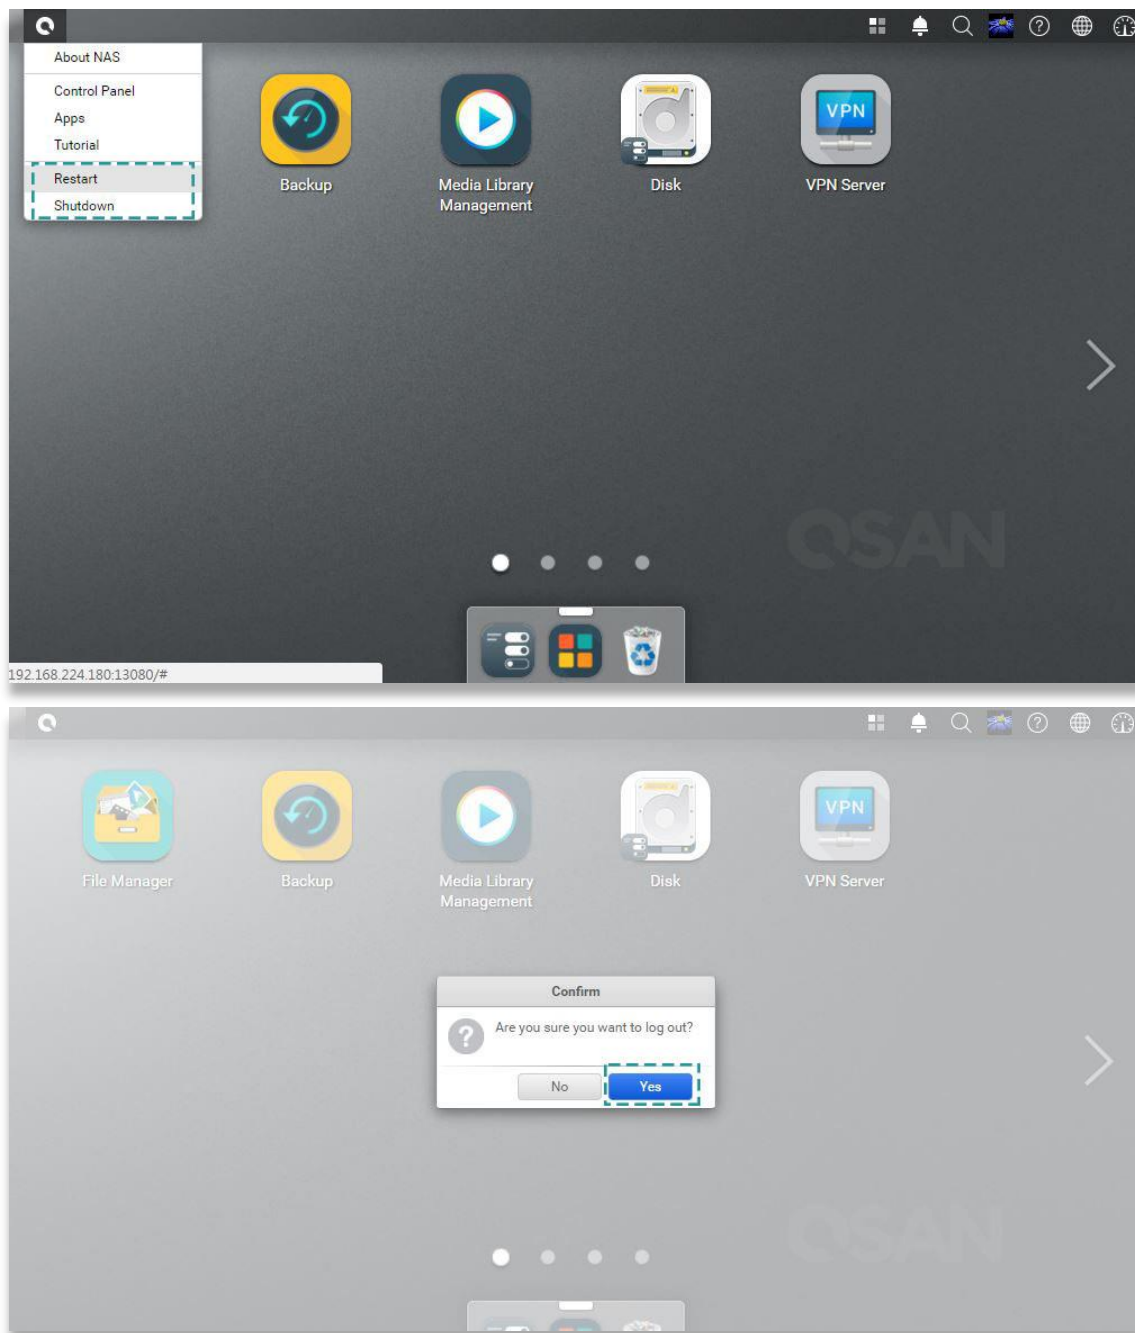 About NAS
Control Panel
Apps
Tutorial
Restart
Shutdown
Backup
Media Library
Management
Disk
VPN
VPN Server
QSAN
192.168.224.180:13080/#
File Manager
Backup
Media Library
Management
Disk
VPN
VPN Server
Confirm
Are you sure you want to log out?
No
Yes
QSAN